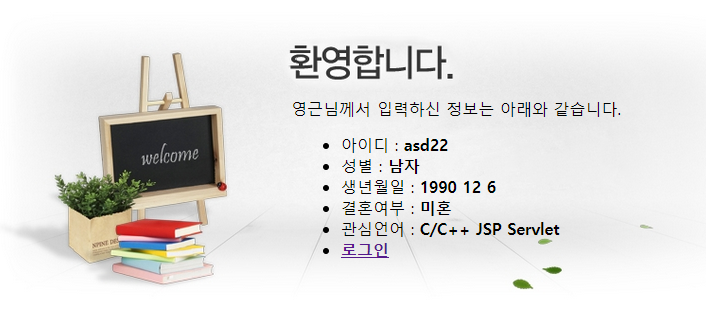 환영합니다.
영근님께서 입력하신 정보는 아래와 같습니다.
welcome
아이디 : asd22
성별 : 남자
생년월일 : 1990 12 6
결혼여부 : 미혼
관심언어 : C/C++ JSP Servlet
로그인